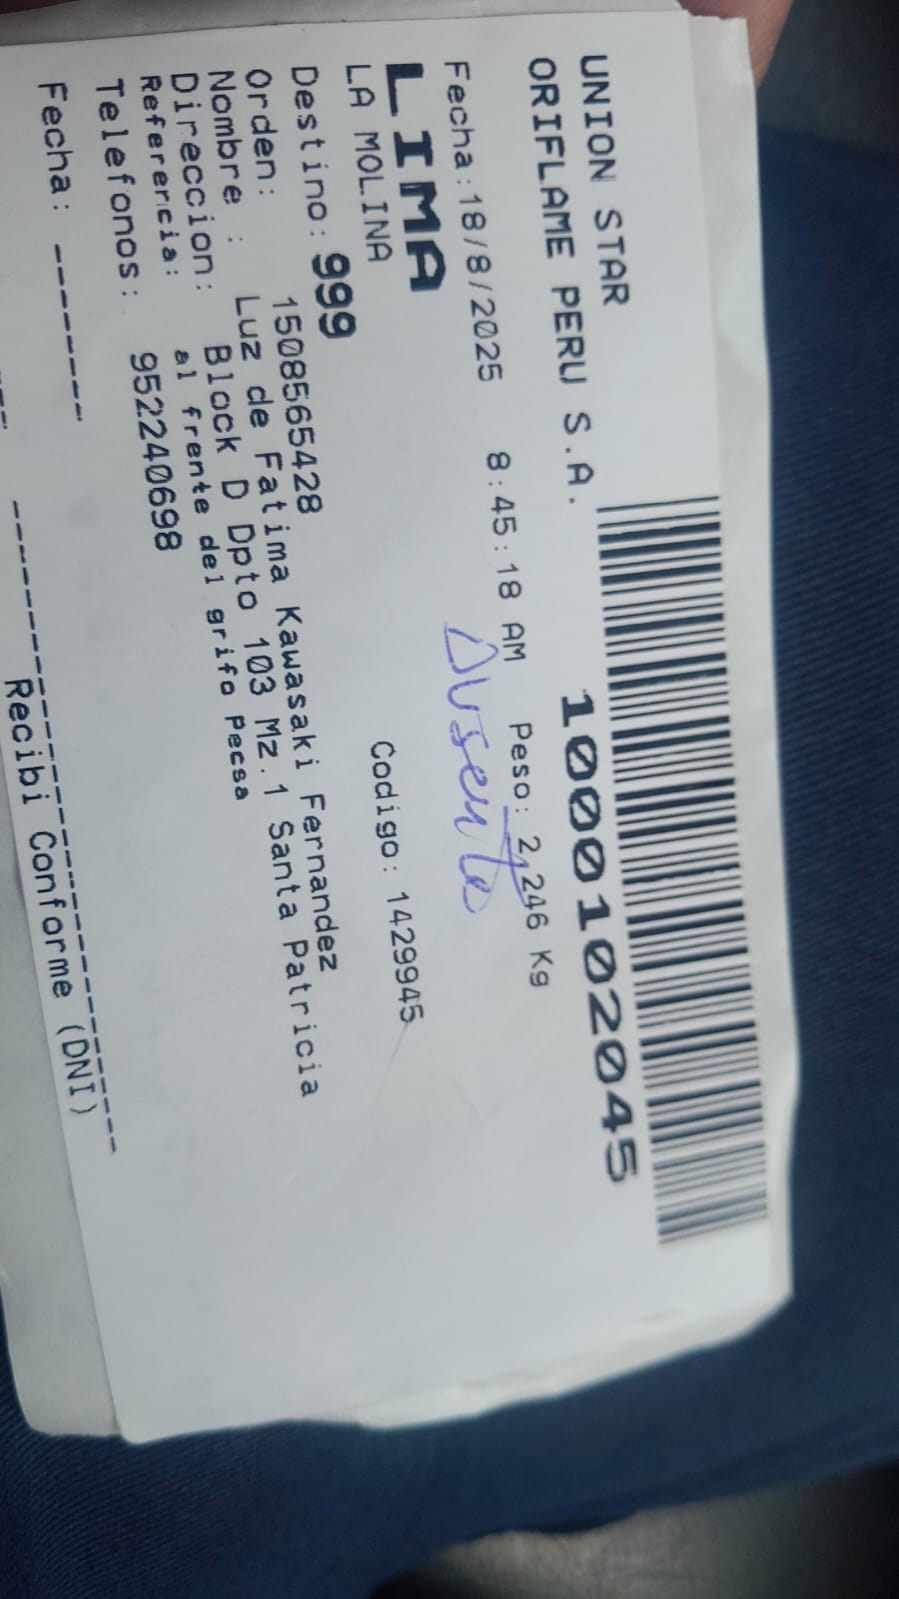 UNION STAR
ORIFLAME PERU S.A. 1000102045
Fecha:18/8/2025 8:45:18 AM Peso: 2,246 Kg
LIMA Ausente
LA MOLINA
Codigo: 1429945
Destino: 999
Orden: 1508565428
Nombre : Luz de Fatima Kawasaki Fernandez
Direccion: Block D Dpto 103 Mz.1 Santa Patricia
Referencia: al frente del grifo Pecsa
Telefonos: 952240698
Fecha: -------
Recibi Conforme (DNI)